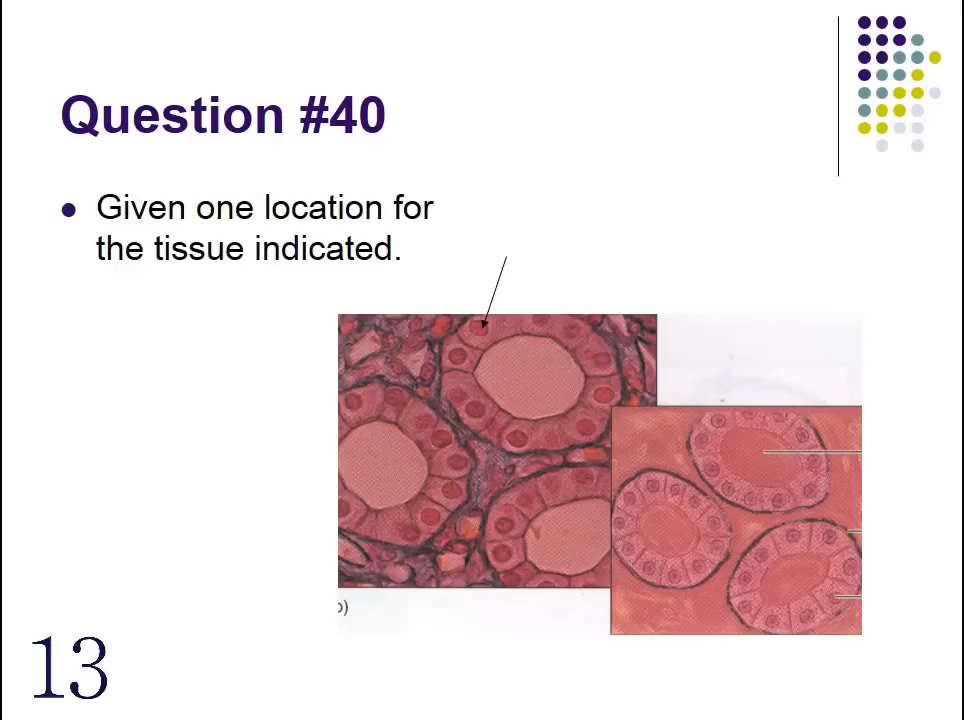 Question #40
Given one location for
the tissue indicated.
b)
13